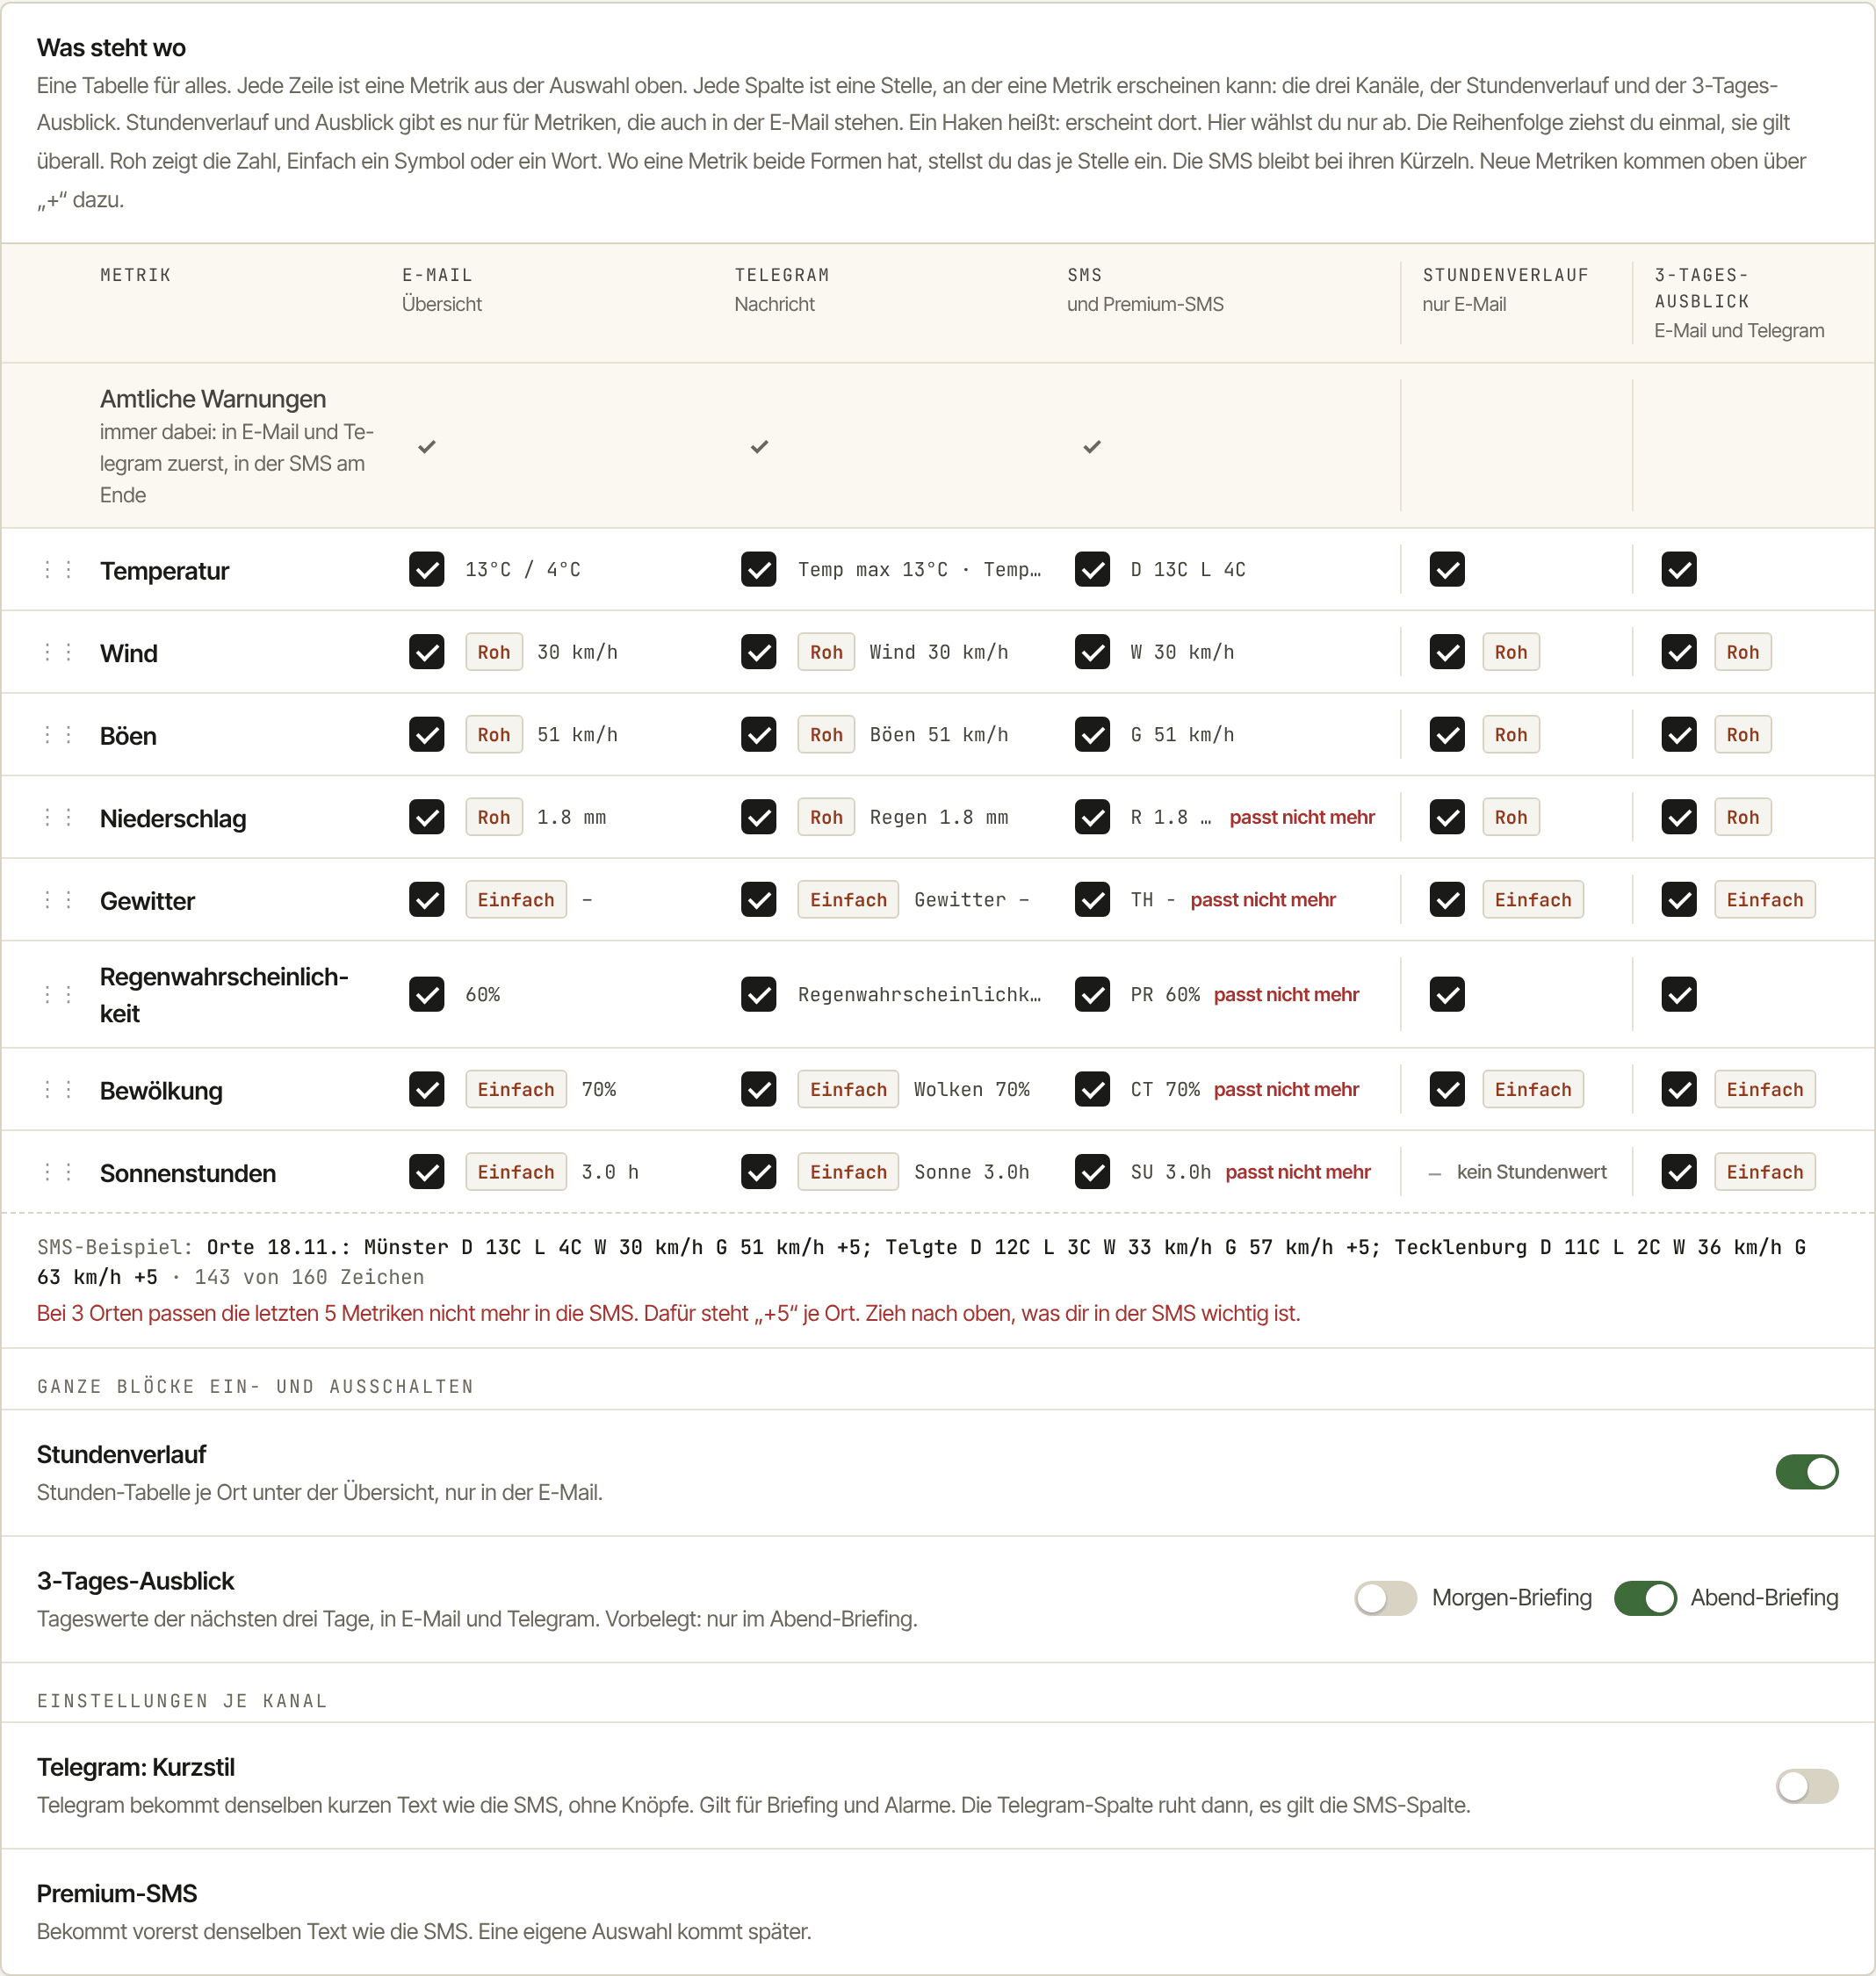 Was steht wo
Eine Tabelle für alles. Jede Zeile ist eine Metrik aus der Auswahl oben. Jede Spalte ist eine Stelle, an der eine Metrik erscheinen kann: die drei Kanäle, der Stundenverlauf und der 3-Tages-
Ausblick. Stundenverlauf und Ausblick gibt es nur für Metriken, die auch in der E-Mail stehen. Ein Haken heißt: erscheint dort. Hier wählst du nur ab. Die Reihenfolge ziehst du einmal, sie gilt
überall. Roh zeigt die Zahl, Einfach ein Symbol oder ein Wort. Wo eine Metrik beide Formen hat, stellst du das je Stelle ein. Die SMS bleibt bei ihren Kürzeln. Neue Metriken kommen oben über
„+“ dazu.
METRIK E-MAIL TELEGRAM SMS STUNDENVERLAUF 3-TAGES-
AUSBLICK
Übersicht Nachricht und Premium-SMS nur E-Mail E-Mail und Telegram
Amtliche Warnungen
immer dabei: in E-Mail und Te-
legram zuerst, in der SMS am
Ende
Temperatur 13°C / 4°C Temp max 13°C · Temp… D 13C L 4C
Wind Roh 30 km/h Roh Wind 30 km/h W 30 km/h Roh Roh
Böen Roh 51 km/h Roh Böen 51 km/h G 51 km/h Roh Roh
Niederschlag Roh 1.8 mm Roh Regen 1.8 mm R 1.8 … passt nicht mehr Roh Roh
Gewitter Einfach – Einfach Gewitter – TH - passt nicht mehr Einfach Einfach
Regenwahrscheinlich-
keit 60% Regenwahrscheinlichk… PR 60% passt nicht mehr
Bewölkung Einfach 70% Einfach Wolken 70% CT 70% passt nicht mehr Einfach Einfach
Sonnenstunden Einfach 3.0 h Einfach Sonne 3.0h SU 3.0h passt nicht mehr – kein Stundenwert Einfach
SMS-Beispiel: Orte 18.11.: Münster D 13C L 4C W 30 km/h G 51 km/h +5; Telgte D 12C L 3C W 33 km/h G 57 km/h +5; Tecklenburg D 11C L 2C W 36 km/h G
63 km/h +5 · 143 von 160 Zeichen
Bei 3 Orten passen die letzten 5 Metriken nicht mehr in die SMS. Dafür steht „+5“ je Ort. Zieh nach oben, was dir in der SMS wichtig ist.
GANZE BLÖCKE EIN- UND AUSSCHALTEN
Stundenverlauf
Stunden-Tabelle je Ort unter der Übersicht, nur in der E-Mail.
3-Tages-Ausblick
Tageswerte der nächsten drei Tage, in E-Mail und Telegram. Vorbelegt: nur im Abend-Briefing.
Morgen-Briefing Abend-Briefing
EINSTELLUNGEN JE KANAL
Telegram: Kurzstil
Telegram bekommt denselben kurzen Text wie die SMS, ohne Knöpfe. Gilt für Briefing und Alarme. Die Telegram-Spalte ruht dann, es gilt die SMS-Spalte.
Premium-SMS
Bekommt vorerst denselben Text wie die SMS. Eine eigene Auswahl kommt später.